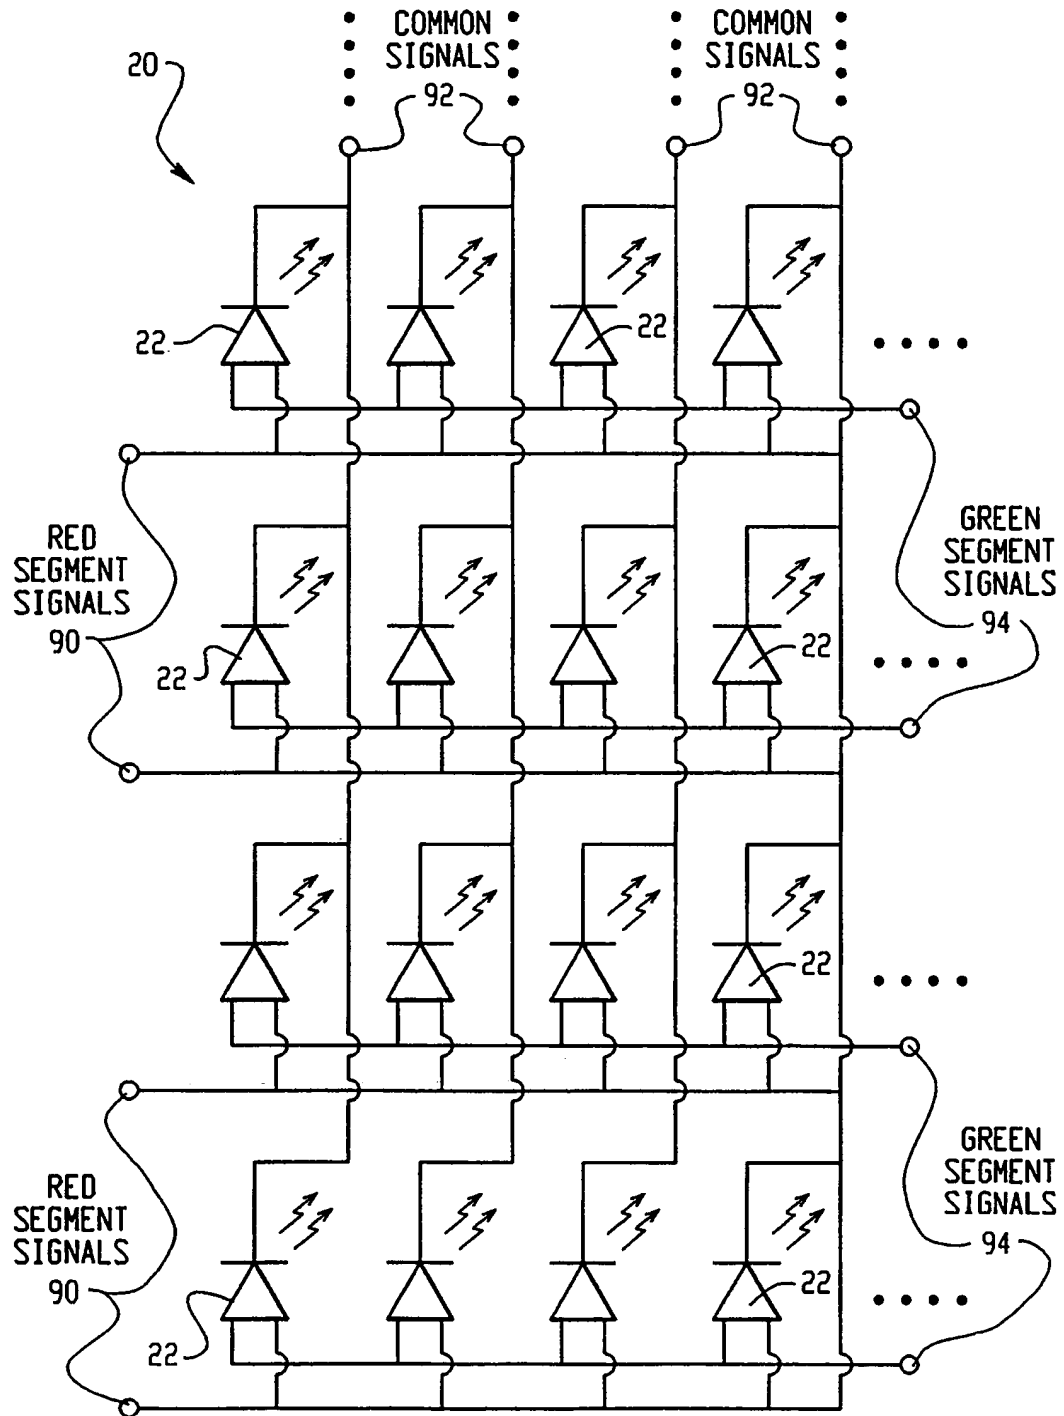 COMMON
SIGNALS
92
COMMON
SIGNALS
92
20
22
22
RED
SEGMENT
SIGNALS
90
GREEN
SEGMENT
SIGNALS
94
22
22
22
RED
SEGMENT
SIGNALS
90
GREEN
SEGMENT
SIGNALS
94
22
22